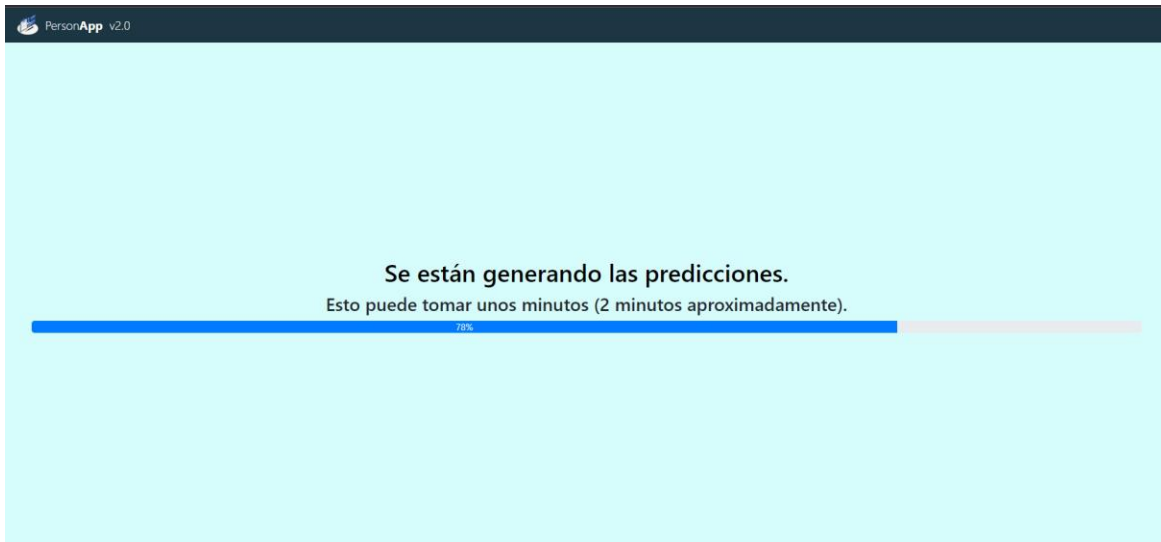 PersonApp v2.0
Se están generando las predicciones.
Esto puede tomar unos minutos (2 minutos aproximadamente).
78%